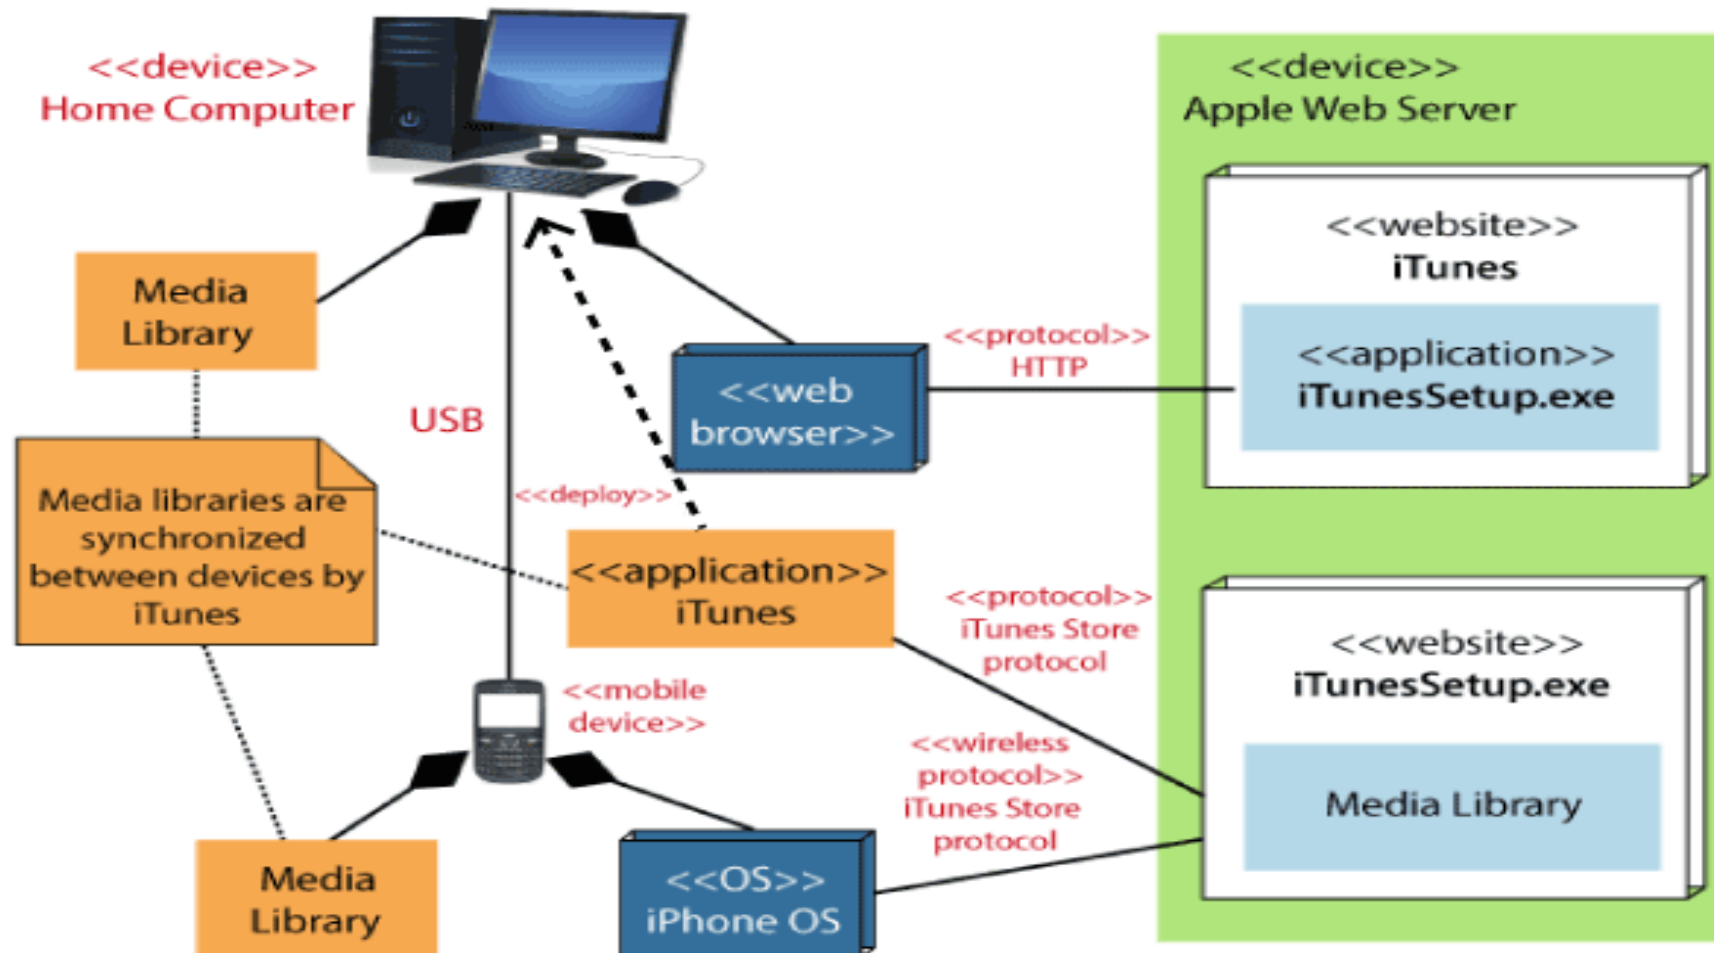 <<device>>
Home Computer
<<device>>
Apple Web Server
<<website>>
iTunes
<<application>>
iTunesSetup.exe
Media
Library
<<protocol>>
HTTP
<<web
browser>>
USB
<<deploy>>
Media libraries are
synchronized
between devices by
iTunes
<<application>>
iTunes
<<protocol>>
iTunes Store
protocol
<<website>>
iTunesSetup.exe
Media Library
<<mobile
device>>
<<wireless
protocol>>
iTunes Store
protocol
Media
Library
<<OS>>
iPhone OS